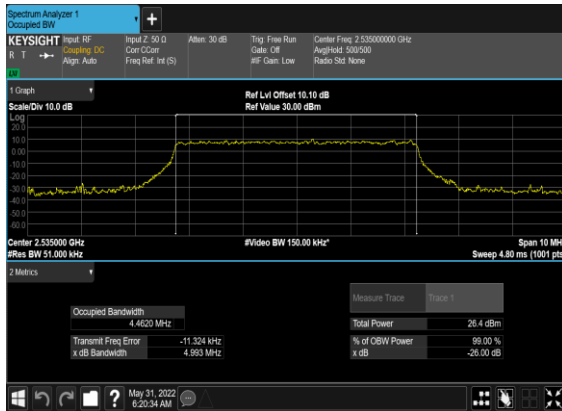 Spectrum Analyzer 1
Occupied BW
+
KEYSIGHT Input: RF Input Z: 50 Ω Atten: 30 dB Trig: Free Run Center Freq: 2.535000000 GHz
R T Coupling: DC Corr CCorr Gate: Off Avg|Hold: 500/500
Align: Auto Freq Ref: Int (S) #IF Gain: Low Radio Std: None
LXI
1 Graph Ref Lvl Offset 10.10 dB
Scale/Div 10.0 dB Ref Value 30.00 dBm
Log
20.0
10.0
0.00
-10.0
-20.0
-30.0
-40.0
-50.0
-60.0
Center 2.535000 GHz #Video BW 150.00 kHz* Span 10 MH
#Res BW 51.000 kHz Sweep 4.80 ms (1001 pts
2 Metrics
Measure Trace Trace 1
Occupied Bandwidth
4.4620 MHz Total Power 26.4 dBm
Transmit Freq Error -11.324 kHz % of OBW Power 99.00 %
x dB Bandwidth 4.993 MHz x dB -26.00 dB
? May 31, 2022
6:20:34 AM